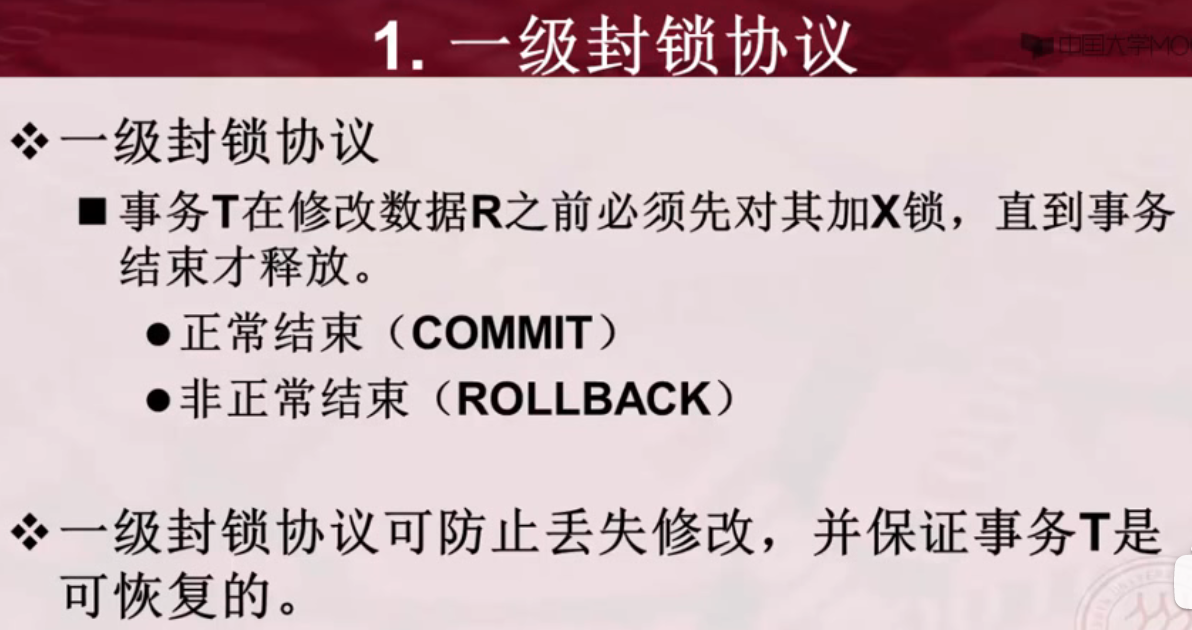 1. 一级封锁协议
中国大学MO
❖一级封锁协议
■ 事务T在修改数据R之前必须先对其加X锁，直到事务
结束才释放。
●正常结束（COMMIT）
●非正常结束（ROLLBACK）
❖一级封锁协议可防止丢失修改，并保证事务T是
可恢复的。